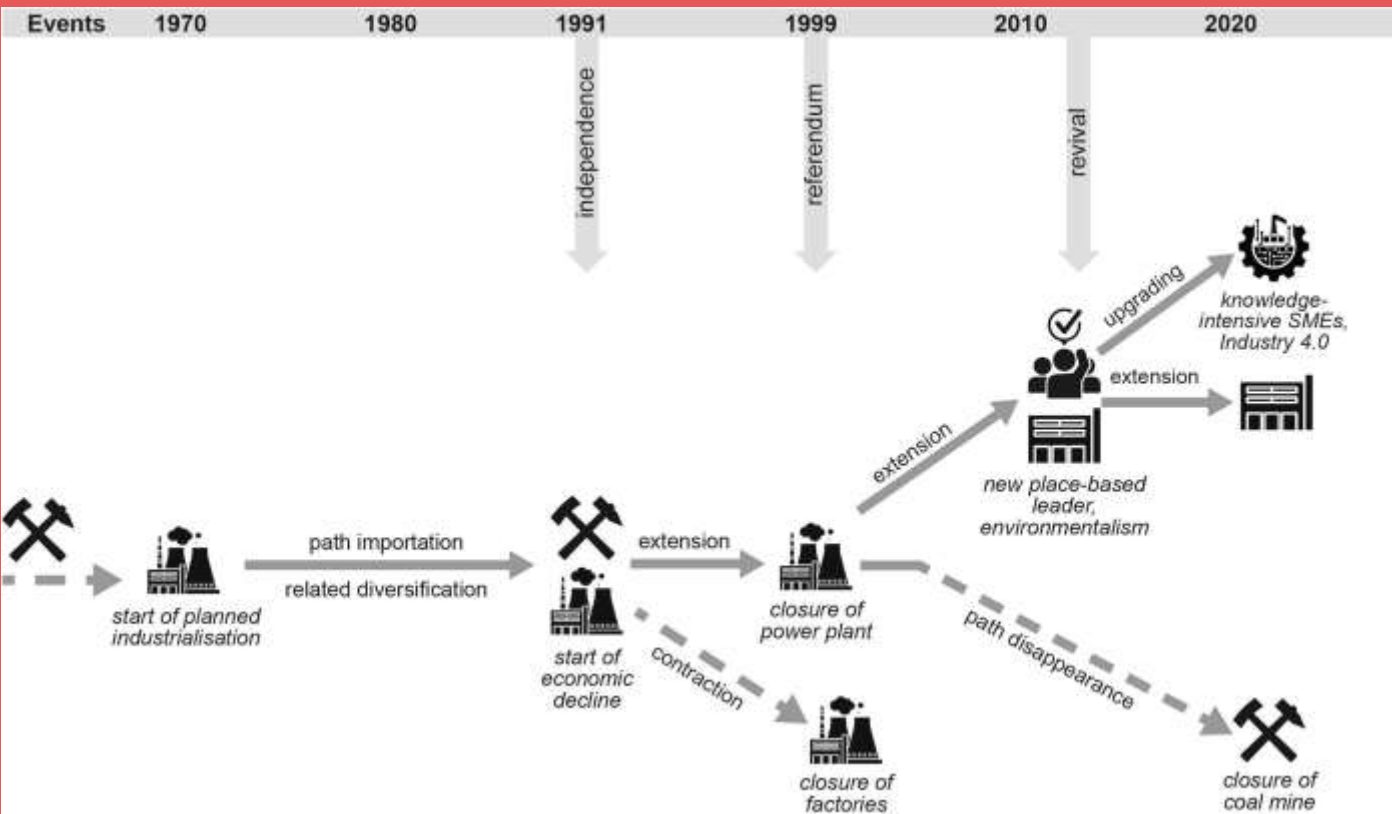 Events 1970 1980 1991 1999 2010 2020
independence
referendum
revival
upgrading
knowledge-
intensive SMEs,
Industry 4.0
extension
extension
new place-based
leader,
environmentalism
path importation
related diversification
extension
start of planned
industrialisation
closure of
power plant
start of
economic
decline
contraction
path disappearance
closure of
factories
closure of
coal mine